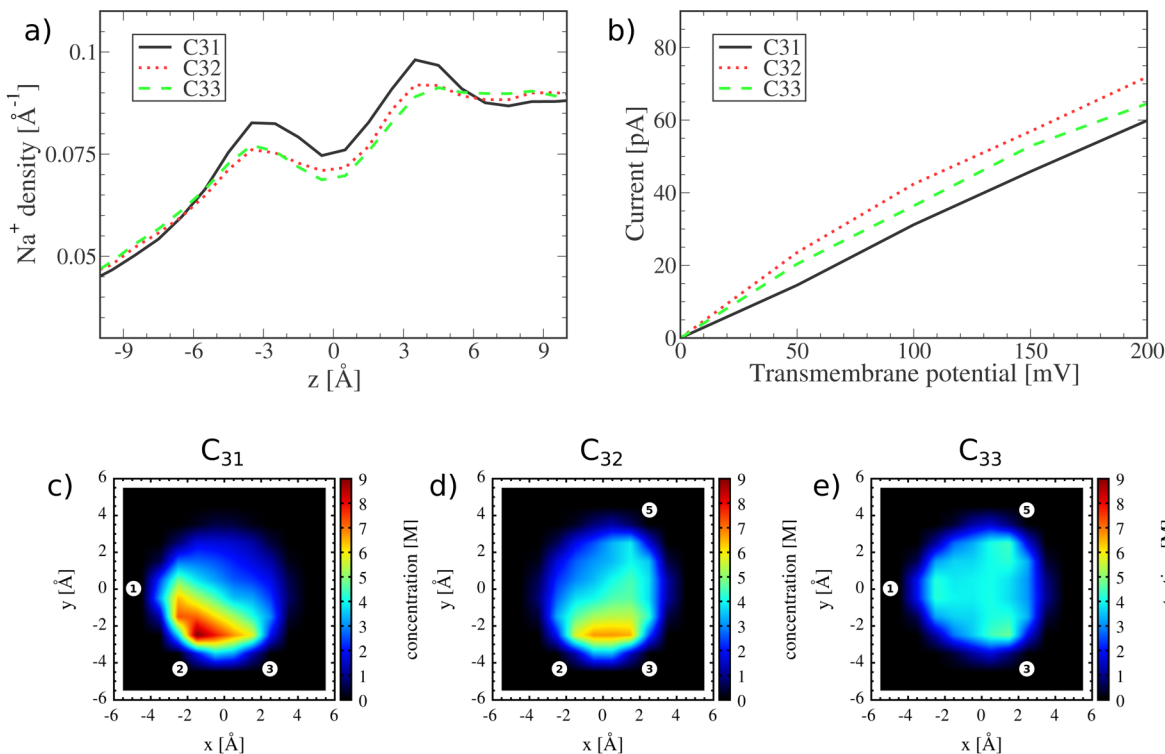 a)
C31
C32
C33
0.1
0.075
0.05
Na⁺ density [Å⁻¹]
-9 -6 -3 0 3 6 9
z [Å]
b)
C31
C32
C33
80
60
40
20
0
Current [pA]
0 50 100 150 200
Transmembrane potential [mV]
c)
C₃₁
6
4
2
0
-2
-4
-6
y [Å]
1
2
3
-6 -4 -2 0 2 4 6
x [Å]
9
8
7
6
5
4
3
2
1
0
concentration [M]
d)
C₃₂
6
4
2
0
-2
-4
-6
y [Å]
5
2
3
-6 -4 -2 0 2 4 6
x [Å]
9
8
7
6
5
4
3
2
1
0
concentration [M]
e)
C₃₃
6
4
2
0
-2
-4
-6
y [Å]
5
1
3
-6 -4 -2 0 2 4 6
x [Å]
9
8
7
6
5
4
3
2
1
0